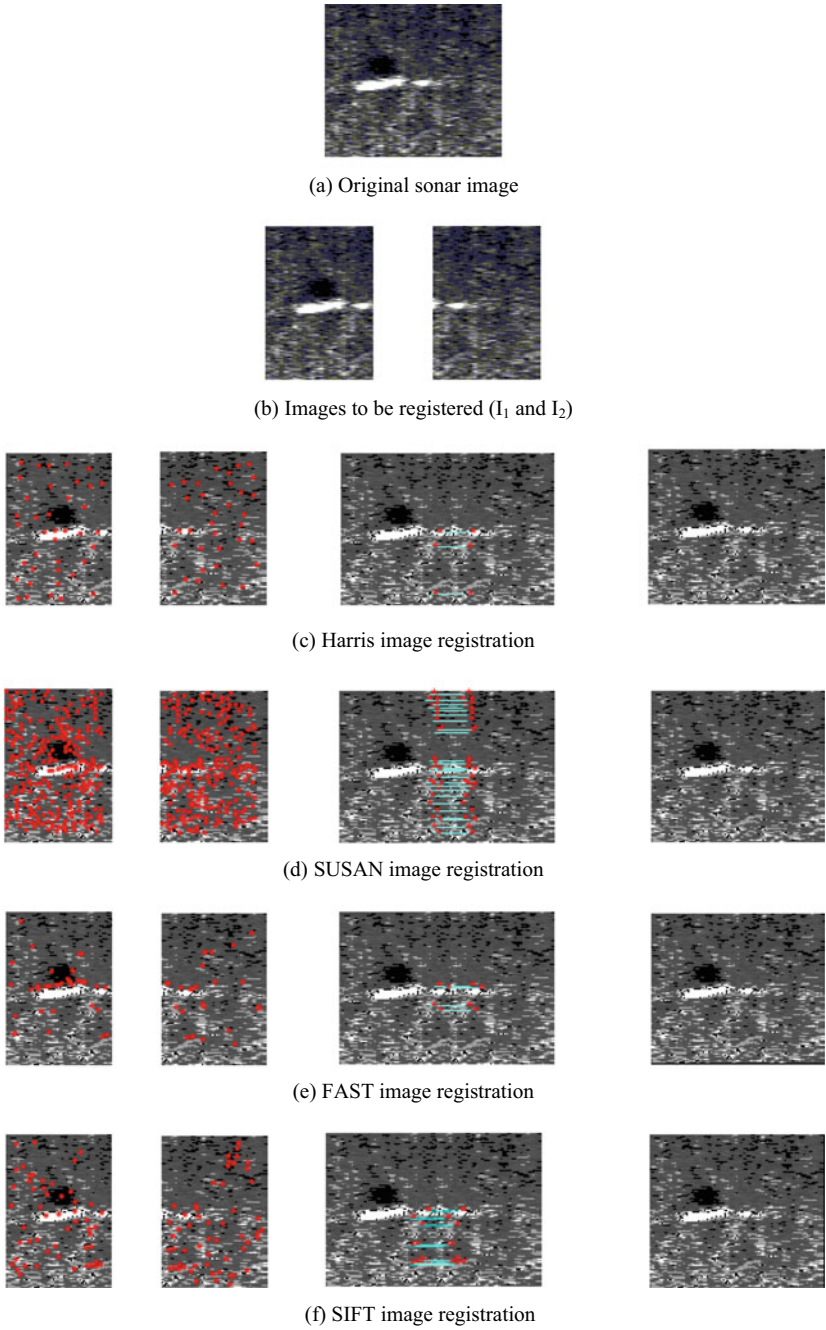 (a) Original sonar image
(b) Images to be registered (I₁ and I₂)
(c) Harris image registration
(d) SUSAN image registration
(e) FAST image registration
(f) SIFT image registration